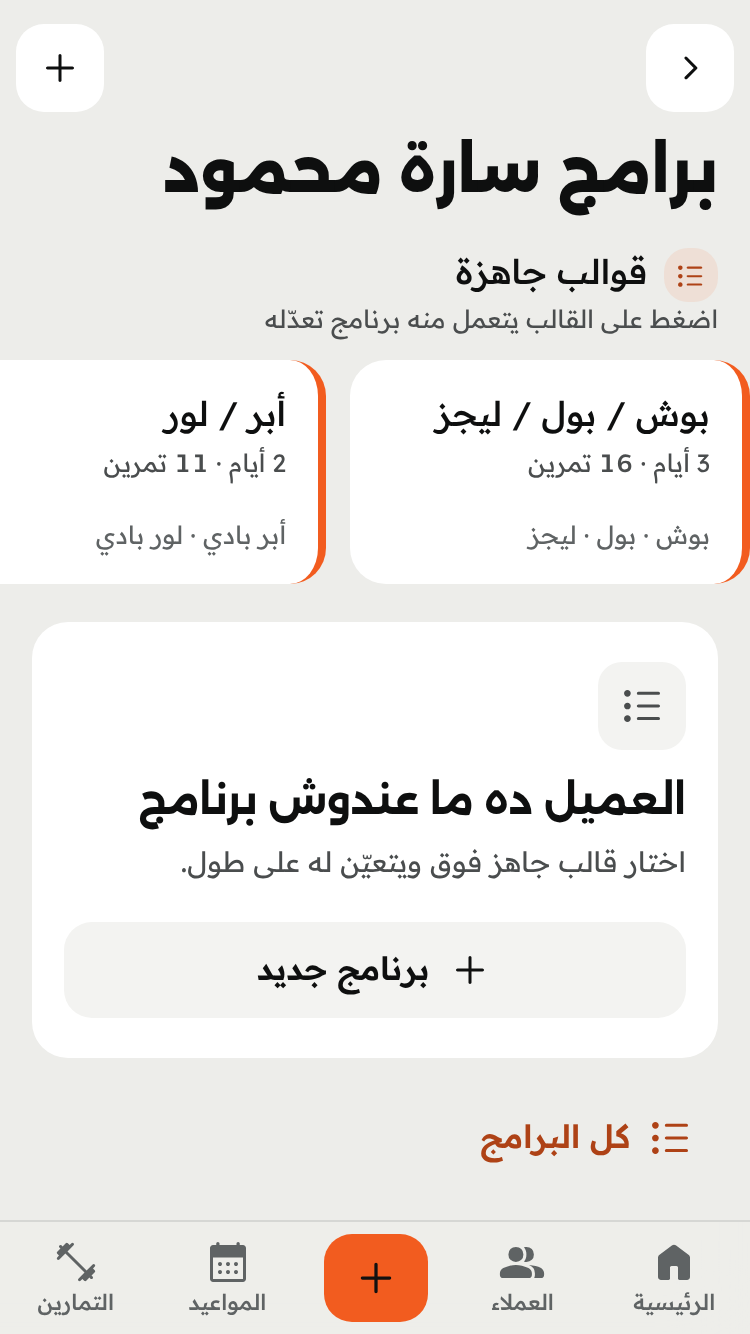 برامج سارة محمود
قوالب جاهزة
اضغط على القالب يتعمل منه برنامج تعدّله
بوش / بول / ليجز
3 أيام · 16 تمرين
بوش · بول · ليجز
أبر / لور
2 أيام · 11 تمرين
أبر بادي · لور بادي
العميل ده ما عندوش برنامج
اختار قالب جاهز فوق ويتعيّن له على طول.
برنامج جديد
كل البرامج
الرئيسية
العملاء
المواعيد
التمارين